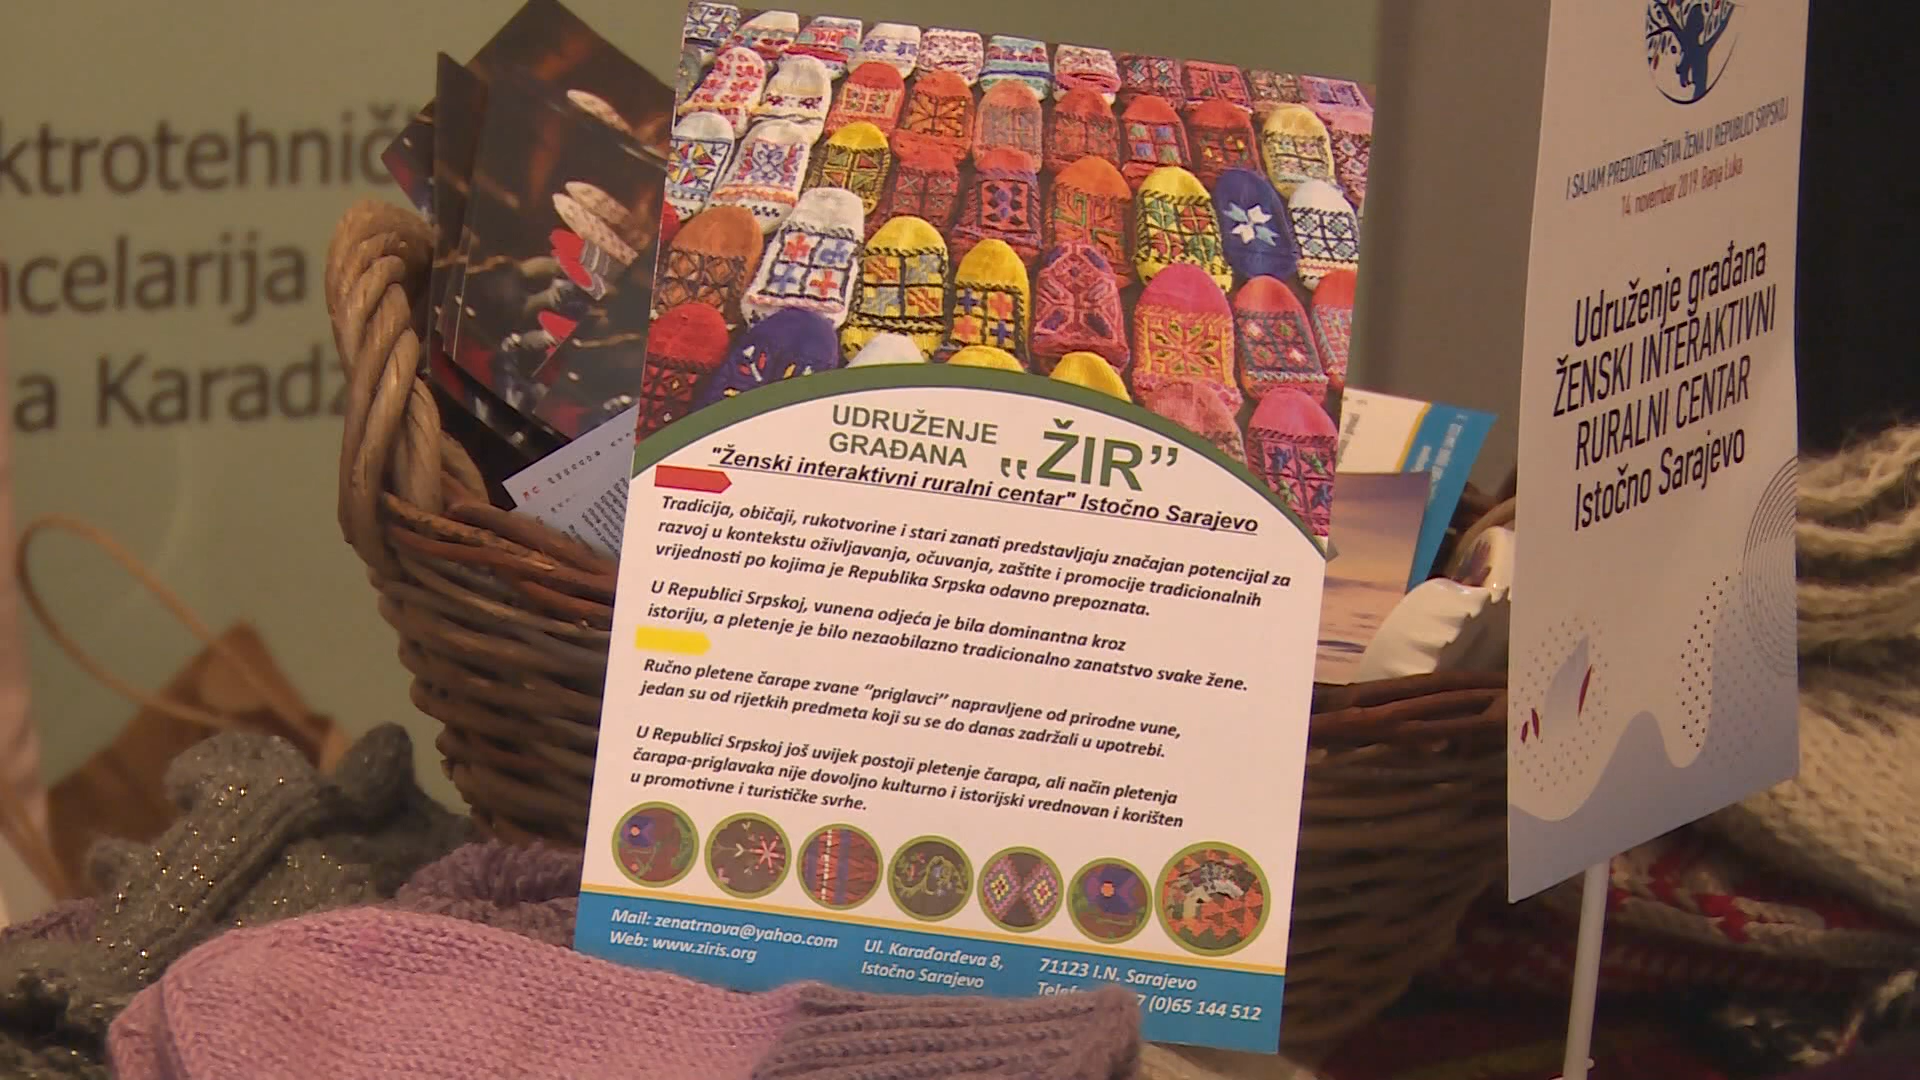 ktrotehnič
ncelarija
a Karadž
UDRUŽENJE
GRAĐANA
“ŽIR”
"Ženski interaktivni ruralni centar" Istočno Sarajevo
Tradicija, običaji, rukotvorine i stari zanati predstavljaju značajan potencijal za
razvoj u kontekstu oživljavanja, očuvanja, zaštite i promocije tradicionalnih
vrijednosti po kojima je Republika Srpska odavno prepoznata.
U Republici Srpskoj, vunena odjeća je bila dominantna kroz
istoriju, a pletenje je bilo nezaobilazno tradicionalno zanatstvo svake žene.
Ručno pletene čarape zvane “priglavci” napravljene od prirodne vune,
jedan su od rijetkih predmeta koji su se do danas zadržali u upotrebi.
U Republici Srpskoj još uvijek postoji pletenje čarapa, ali način pletenja
čarapa-priglavaka nije dovoljno kulturno i istorijski vrednovan i korišten
u promotivne i turističke svrhe.
Mail: zenatrnova@yahoo.com
Web: www.ziris.org
Ul. Karađorđeva 8,
Istočno Sarajevo
71123 I.N. Sarajevo
7 (0)65 144 512
I SAJAM PREDUZETNIŠTVA ŽENA U REPUBLICI SRPSKOJ
14. novembar 2019. Banja Luka
Udruženje građana
ŽENSKI INTERAKTIVNI
RURALNI CENTAR
Istočno Sarajevo